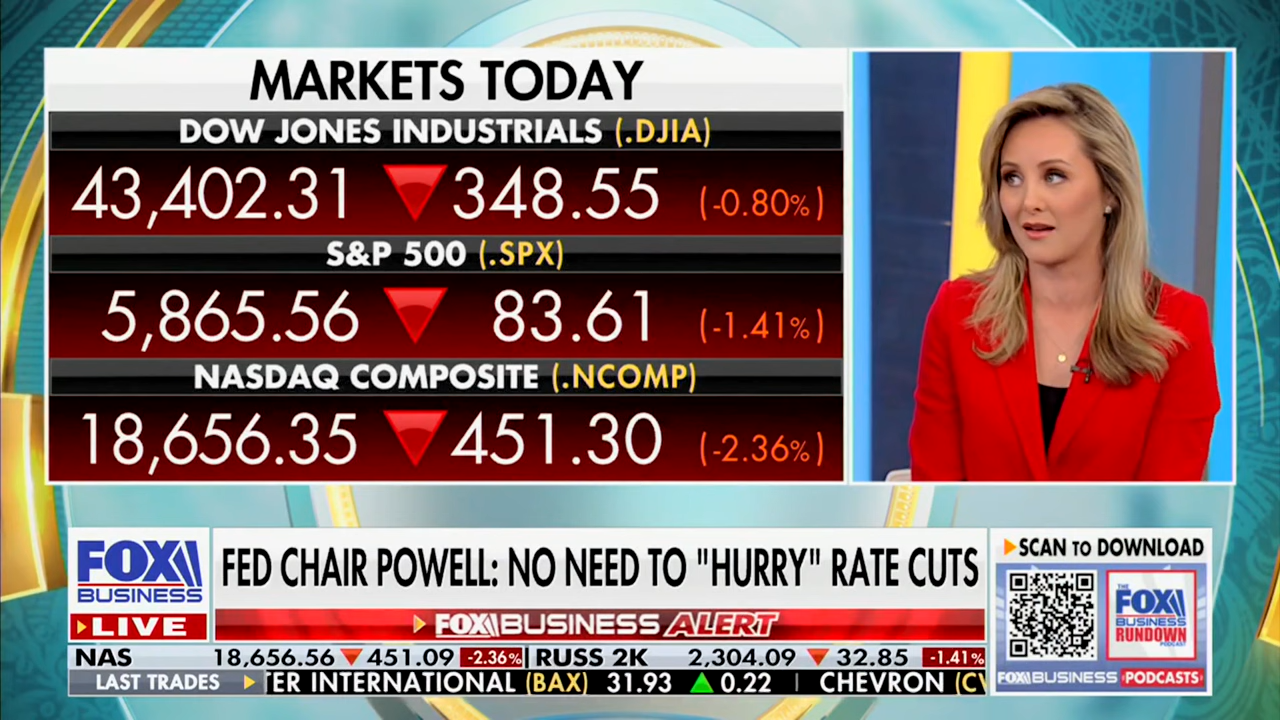 MARKETS TODAY
DOW JONES INDUSTRIALS (.DJIA)
43,402.31 ▼ 348.55 (-0.80%)
S&P 500 (.SPX)
5,865.56 ▼ 83.61 (-1.41%)
NASDAQ COMPOSITE (.NCOMP)
18,656.35 ▼ 451.30 (-2.36%)
FOX BUSINESS
LIVE
FED CHAIR POWELL: NO NEED TO "HURRY" RATE CUTS
FOX BUSINESS ALERT
NAS 18,656.56 ▼ 451.09 -2.36% RUSS 2K 2,304.09 ▼ 32.85 -1.41%
LAST TRADES TER INTERNATIONAL (BAX) 31.93 ▲ 0.22 | CHEVRON (CV
SCAN TO DOWNLOAD
THE
FOX
BUSINESS
RUNDOWN
PODCAST
FOX BUSINESS PODCASTS